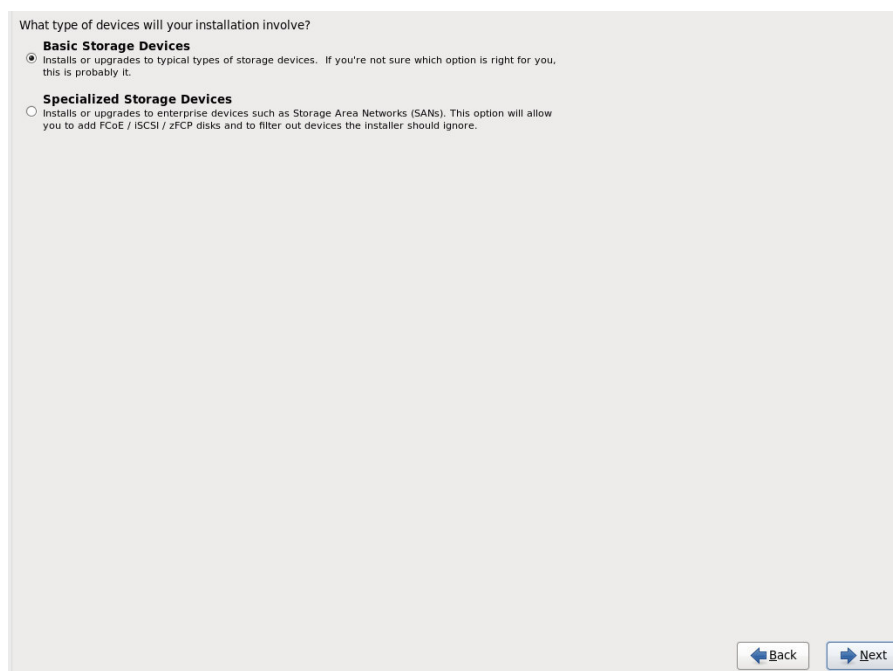 What type of devices will your installation involve?
Basic Storage Devices
Installs or upgrades to typical types of storage devices.  If you're not sure which option is right for you,
this is probably it.
Specialized Storage Devices
Installs or upgrades to enterprise devices such as Storage Area Networks (SANs). This option will allow
you to add FCoE / iSCSI / zFCP disks and to filter out devices the installer should ignore.
Back
Next